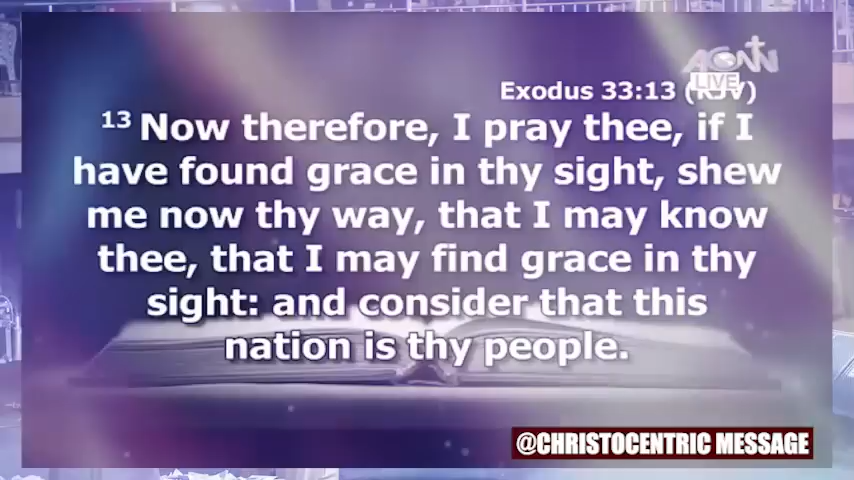 ACNN
LIVE
Exodus 33:13 (KJV)
13 Now therefore, I pray thee, if I
have found grace in thy sight, shew
me now thy way, that I may know
thee, that I may find grace in thy
sight: and consider that this
nation is thy people.
@CHRISTOCENTRIC MESSAGE